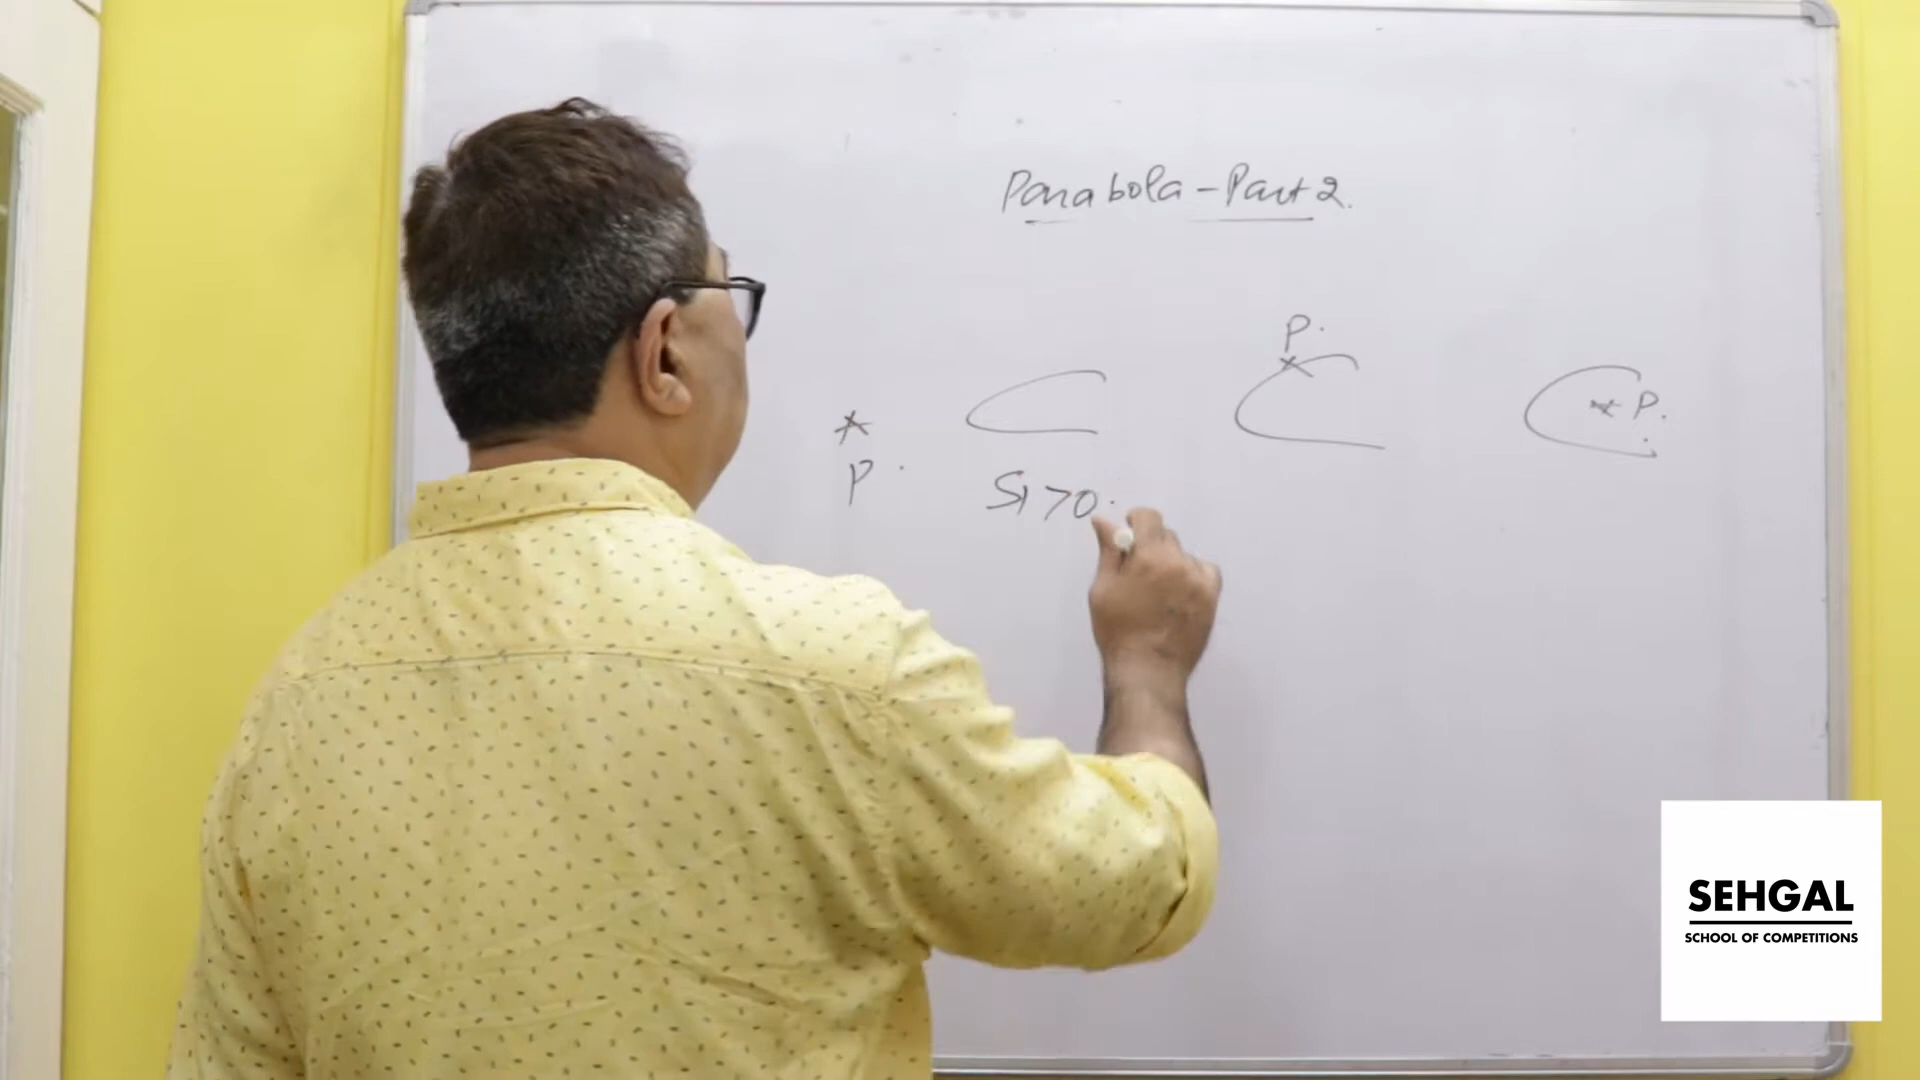 Parabola - Part 2.
P.
P.
P.
S1 > 0.
SEHGAL
SCHOOL OF COMPETITIONS